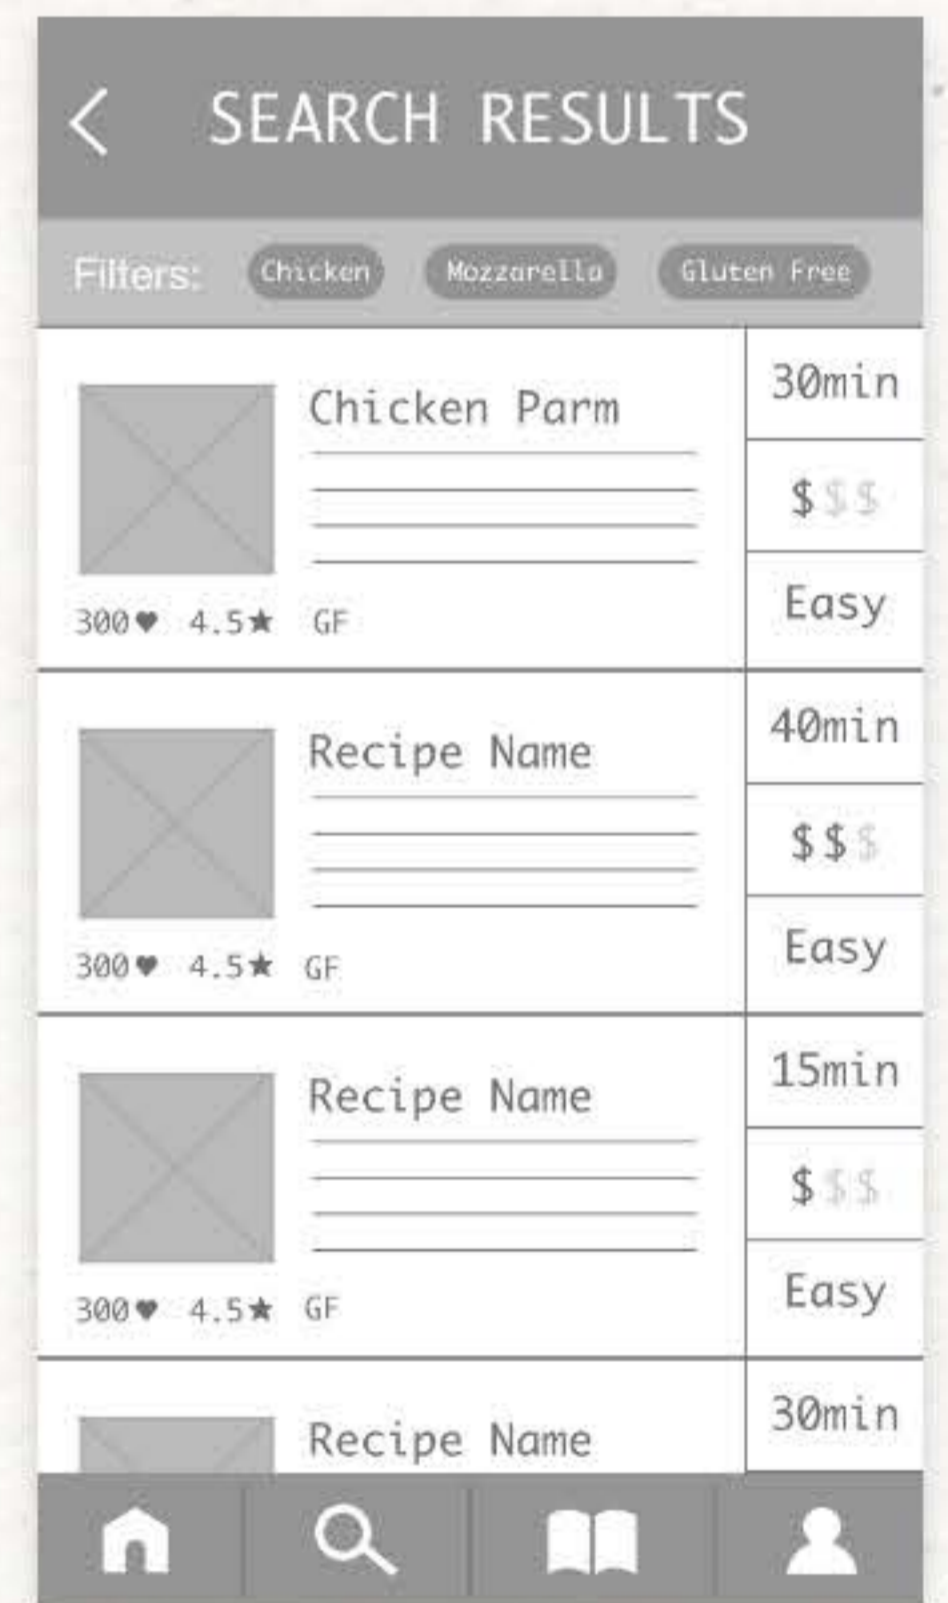 SEARCH RESULTS
Filters: Chicken Mozzarella Gluten Free
Chicken Parm
30min
$$$
Easy
300♥ 4.5★ GF
Recipe Name
40min
$$$
Easy
300♥ 4.5★ GF
Recipe Name
15min
$$$
Easy
300♥ 4.5★ GF
Recipe Name
30min